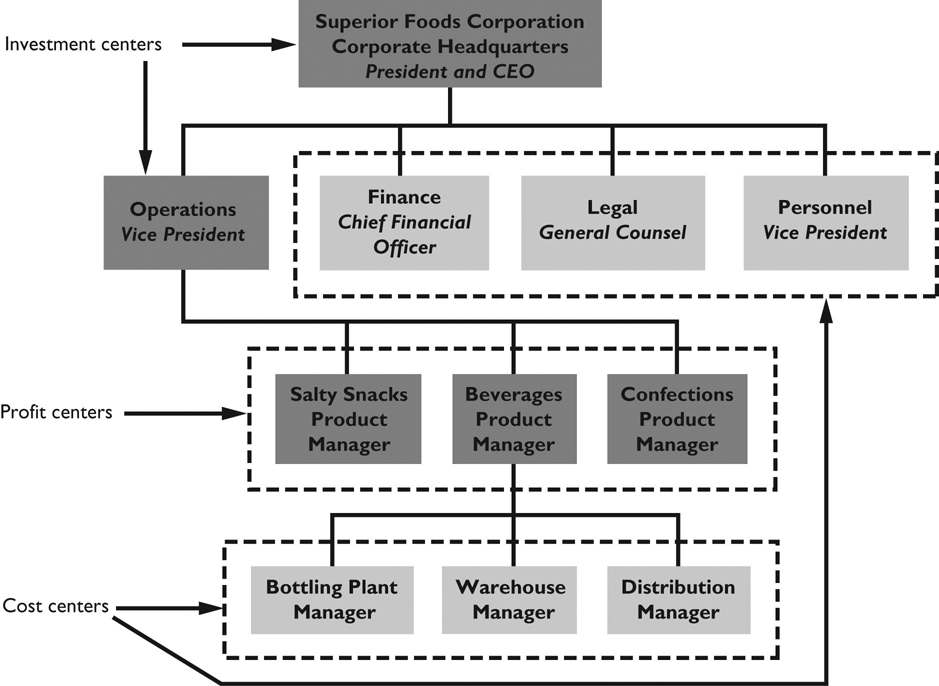 Superior Foods Corporation
Corporate Headquarters
President and CEO
Investment centers
Operations
Vice President
Finance
Chief Financial
Officer
Legal
General Counsel
Personnel
Vice President
Profit centers
Salty Snacks
Product
Manager
Beverages
Product
Manager
Confections
Product
Manager
Cost centers
Bottling Plant
Manager
Warehouse
Manager
Distribution
Manager